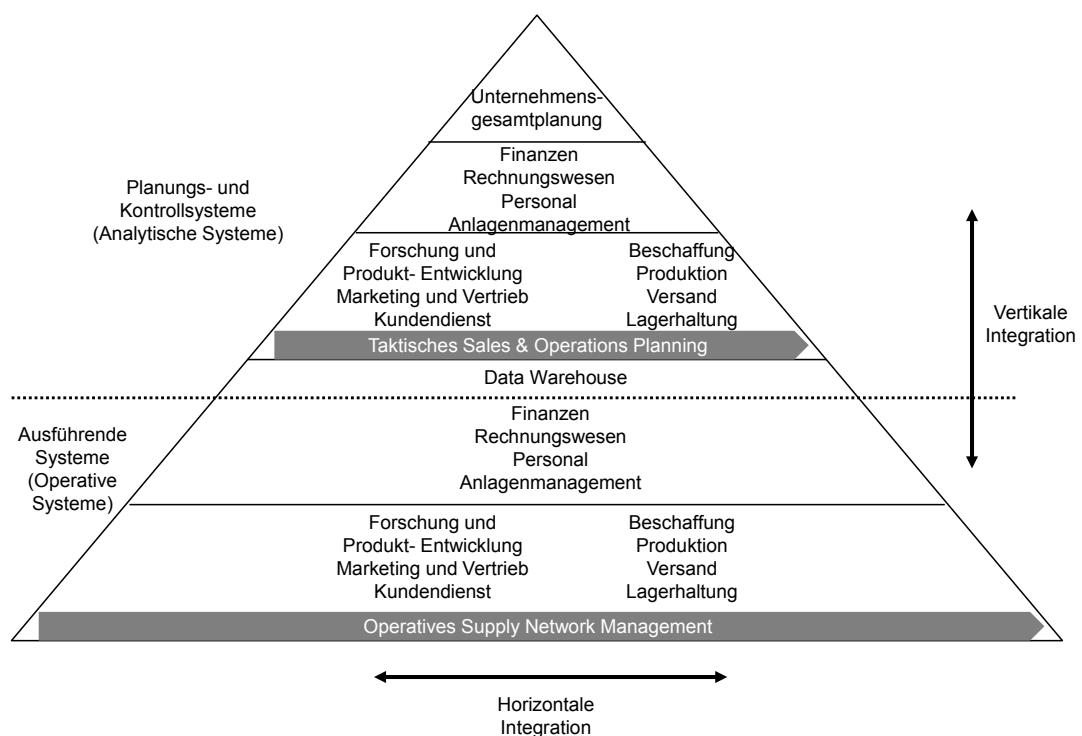 Unternehmens-
gesamtplanung
Finanzen
Rechnungswesen
Personal
Anlagenmanagement
Planungs- und
Kontrollsysteme
(Analytische Systeme)
Forschung und
Produkt- Entwicklung
Marketing und Vertrieb
Kundendienst
Beschaffung
Produktion
Versand
Lagerhaltung
Vertikale
Integration
Taktisches Sales & Operations Planning
Data Warehouse
Ausführende
Systeme
(Operative
Systeme)
Finanzen
Rechnungswesen
Personal
Anlagenmanagement
Forschung und
Produkt- Entwicklung
Marketing und Vertrieb
Kundendienst
Beschaffung
Produktion
Versand
Lagerhaltung
Operatives Supply Network Management
Horizontale
Integration